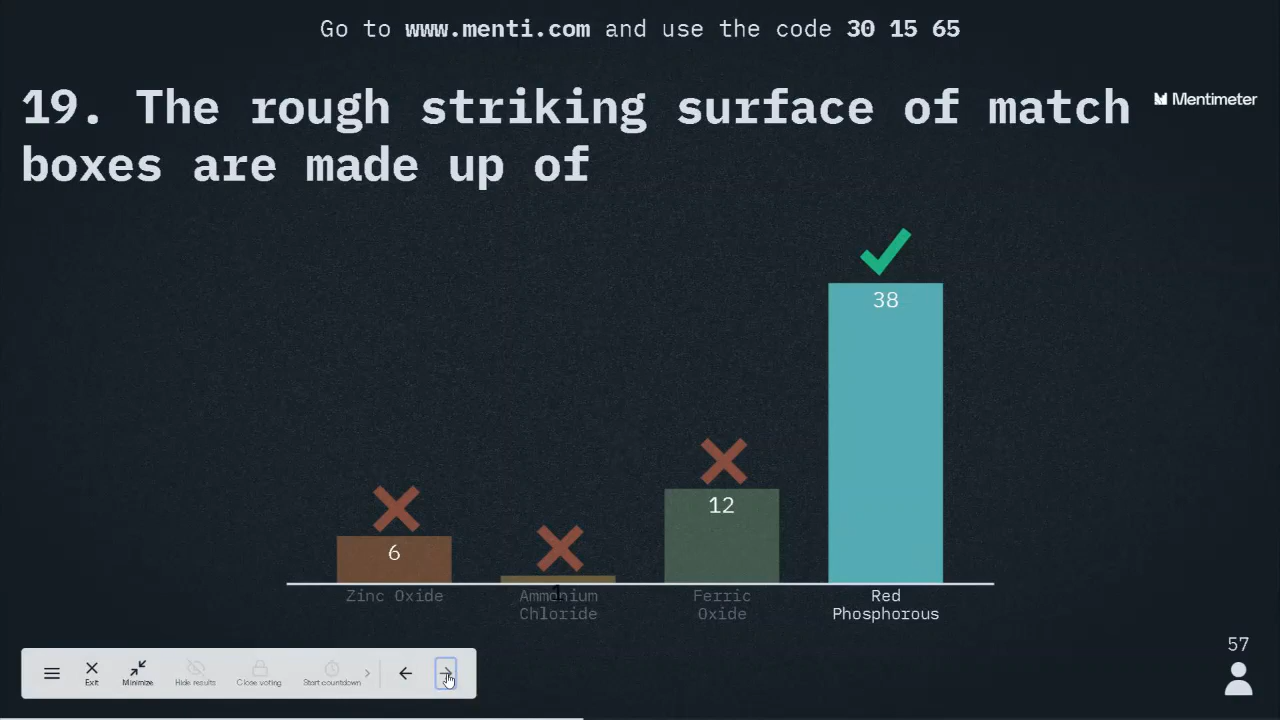 Go to www.menti.com and use the code 30 15 65
19. The rough striking surface of match
boxes are made up of
Mentimeter
38
12
6
1
Zinc Oxide
Ammonium
Chloride
Ferric
Oxide
Red
Phosphorous
57
Exit
Minimize
Hide results
Close voting
Start countdown